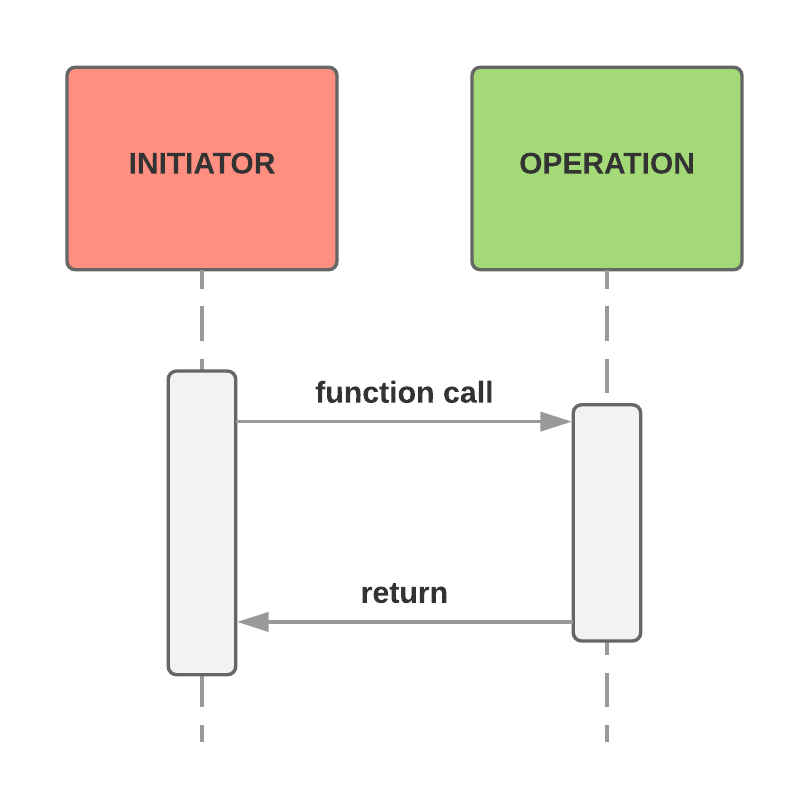 INITIATOR
OPERATION
function call
return